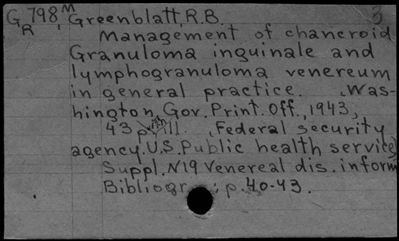 G 798, M Greenblatt, R.B. 3
R Management of chancroid
Granuloma inguinale and
lymphogranuloma venereum
in general practice. Was-
hington, Gov. Print. Off., 1943,
43 p. ill. Federal security
agency. U.S. Public health service
Suppl. N19 Venereal dis. inform
Bibliogr.: p. 40-43.